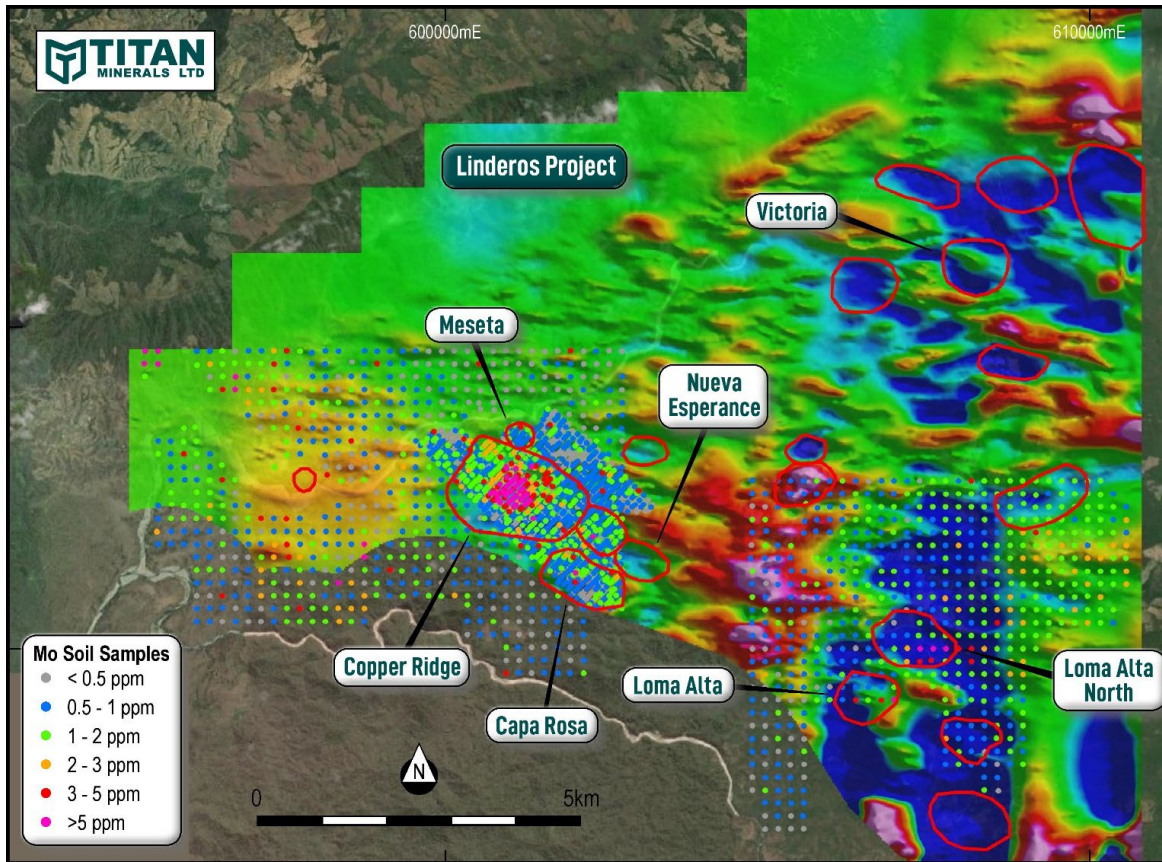 600000mE
610000mE
TITAN
MINERALS LTD
Linderos Project
Victoria
Meseta
Nueva
Esperance
Copper Ridge
Loma Alta
Loma Alta
North
Capa Rosa
Mo Soil Samples
< 0.5 ppm
0.5 - 1 ppm
1 - 2 ppm
2 - 3 ppm
3 - 5 ppm
>5 ppm
N
0
5km